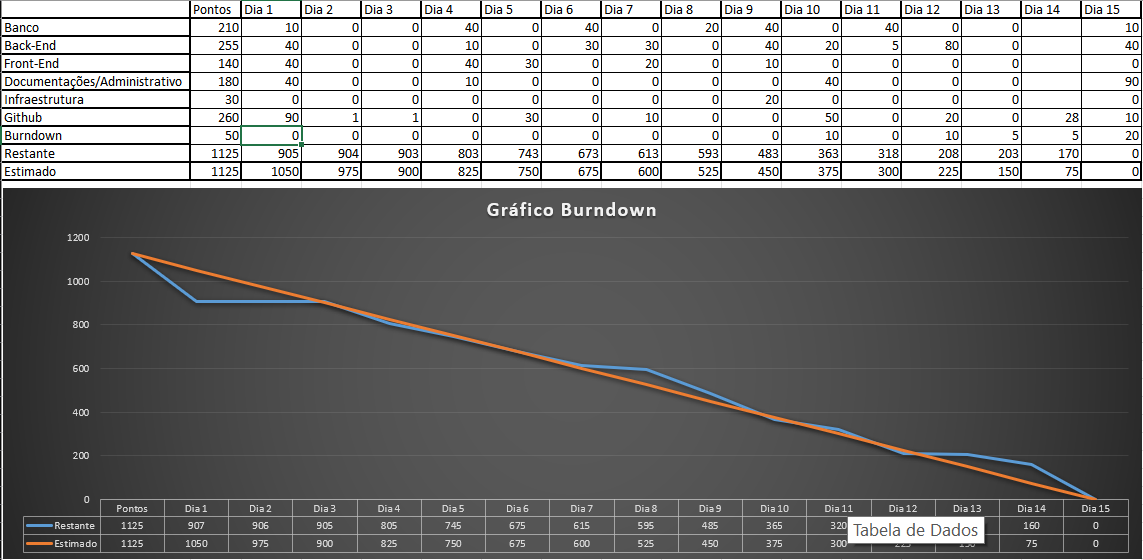 Pontos Dia 1 Dia 2 Dia 3 Dia 4 Dia 5 Dia 6 Dia 7 Dia 8 Dia 9 Dia 10 Dia 11 Dia 12 Dia 13 Dia 14 Dia 15
Banco 210 10 0 0 40 0 40 0 20 40 0 40 0 0 10
Back-End 255 40 0 0 10 0 30 30 0 40 20 5 80 0 40
Front-End 140 40 0 0 40 30 0 20 0 10 0 0 0 0 0
Documentações/Administrativo 180 40 0 0 10 0 0 0 0 0 40 0 0 0 90
Infraestrutura 30 0 0 0 0 0 0 0 0 20 0 0 0 0 0
Github 260 90 1 1 0 30 0 10 0 0 50 0 20 0 28 10
Burndown 50 0 0 0 0 0 0 0 0 0 10 0 10 5 5 20
Restante 1125 905 904 903 803 743 673 613 593 483 363 318 208 203 170 0
Estimado 1125 1050 975 900 825 750 675 600 525 450 375 300 225 150 75 0
Gráfico Burndown
1200
1000
800
600
400
200
0
Pontos Dia 1 Dia 2 Dia 3 Dia 4 Dia 5 Dia 6 Dia 7 Dia 8 Dia 9 Dia 10 Dia 11 Dia 12 Dia 13 Dia 14 Dia 15
Restante 1125 907 906 905 805 745 675 615 595 485 365 320 160 0
Estimado 1125 1050 975 900 825 750 675 600 525 450 375 300 225 150 75 0
Tabela de Dados